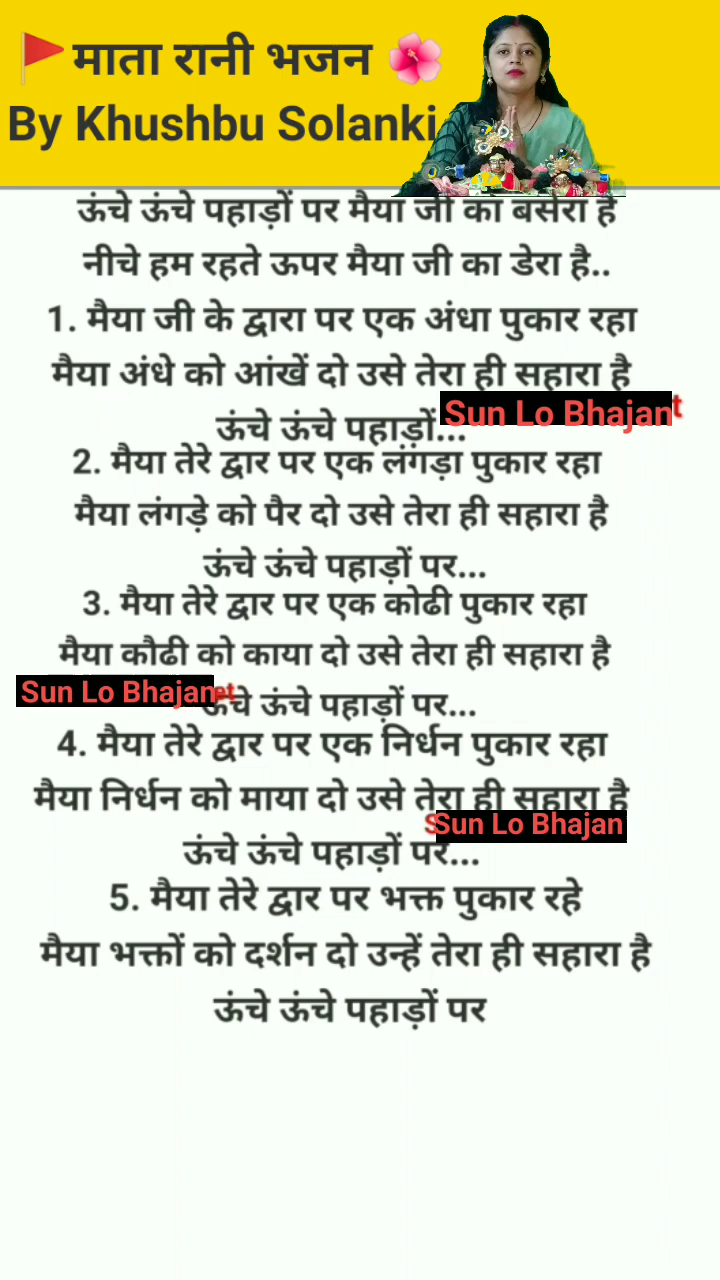 🚩माता रानी भजन 🌺
By Khushbu Solanki
ऊंचे ऊंचे पहाड़ों पर मैया जी का बसेरा है
नीचे हम रहते ऊपर मैया जी का डेरा है..
1. मैया जी के द्वारा पर एक अंधा पुकार रहा
मैया अंधे को आंखें दो उसे तेरा ही सहारा है
Sun Lo Bhajan
ऊंचे ऊंचे पहाड़ों...
2. मैया तेरे द्वार पर एक लंगड़ा पुकार रहा
मैया लंगड़े को पैर दो उसे तेरा ही सहारा है
ऊंचे ऊंचे पहाड़ों पर...
3. मैया तेरे द्वार पर एक कोढी पुकार रहा
मैया कौढी को काया दो उसे तेरा ही सहारा है
Sun Lo Bhajan
ऊंचे ऊंचे पहाड़ों पर...
4. मैया तेरे द्वार पर एक निर्धन पुकार रहा
मैया निर्धन को माया दो उसे तेरा ही सहारा है
Sun Lo Bhajan
ऊंचे ऊंचे पहाड़ों पर...
5. मैया तेरे द्वार पर भक्त पुकार रहे
मैया भक्तों को दर्शन दो उन्हें तेरा ही सहारा है
ऊंचे ऊंचे पहाड़ों पर